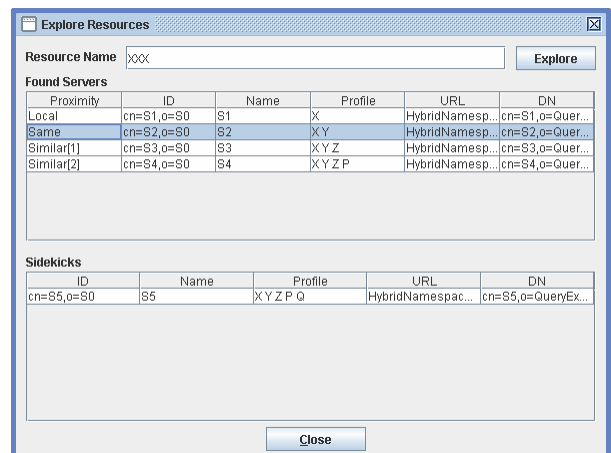 Explore Resources
Resource Name XXX Explore
Found Servers
Proximity ID Name Profile URL DN
Local cn=S1,o=S0 S1 X HybridNamesp... cn=S1,o=Quer...
Same cn=S2,o=S0 S2 X Y HybridNamesp... cn=S2,o=Quer...
Similar[1] cn=S3,o=S0 S3 X Y Z HybridNamesp... cn=S3,o=Quer...
Similar[2] cn=S4,o=S0 S4 X Y Z P HybridNamesp... cn=S4,o=Quer...
Sidekicks
ID Name Profile URL DN
cn=S5,o=S0 S5 X Y Z P Q HybridNamespac... cn=S5,o=QueryEx...
Close